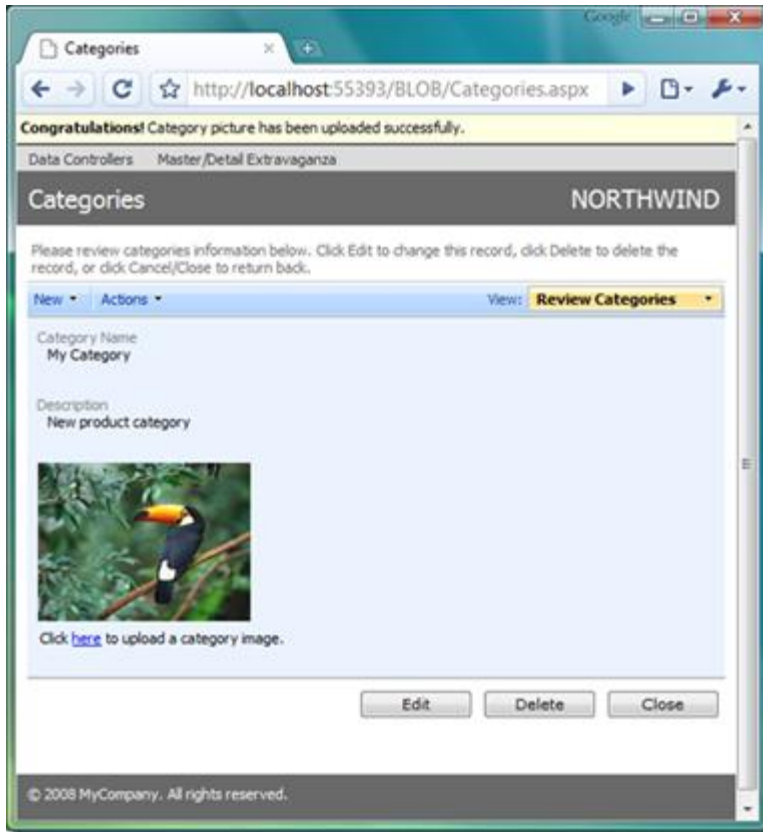 Google
Categories
http://localhost:55393/BLOB/Categories.aspx
Congratulations! Category picture has been uploaded successfully.
Data Controllers Master/Detail Extravaganza
Categories NORTHWIND
Please review categories information below. Click Edit to change this record, click Delete to delete the
record, or click Cancel/Close to return back.
New Actions View: Review Categories
Category Name
My Category
Description
New product category
Click here to upload a category image.
Edit Delete Close
© 2008 MyCompany. All rights reserved.